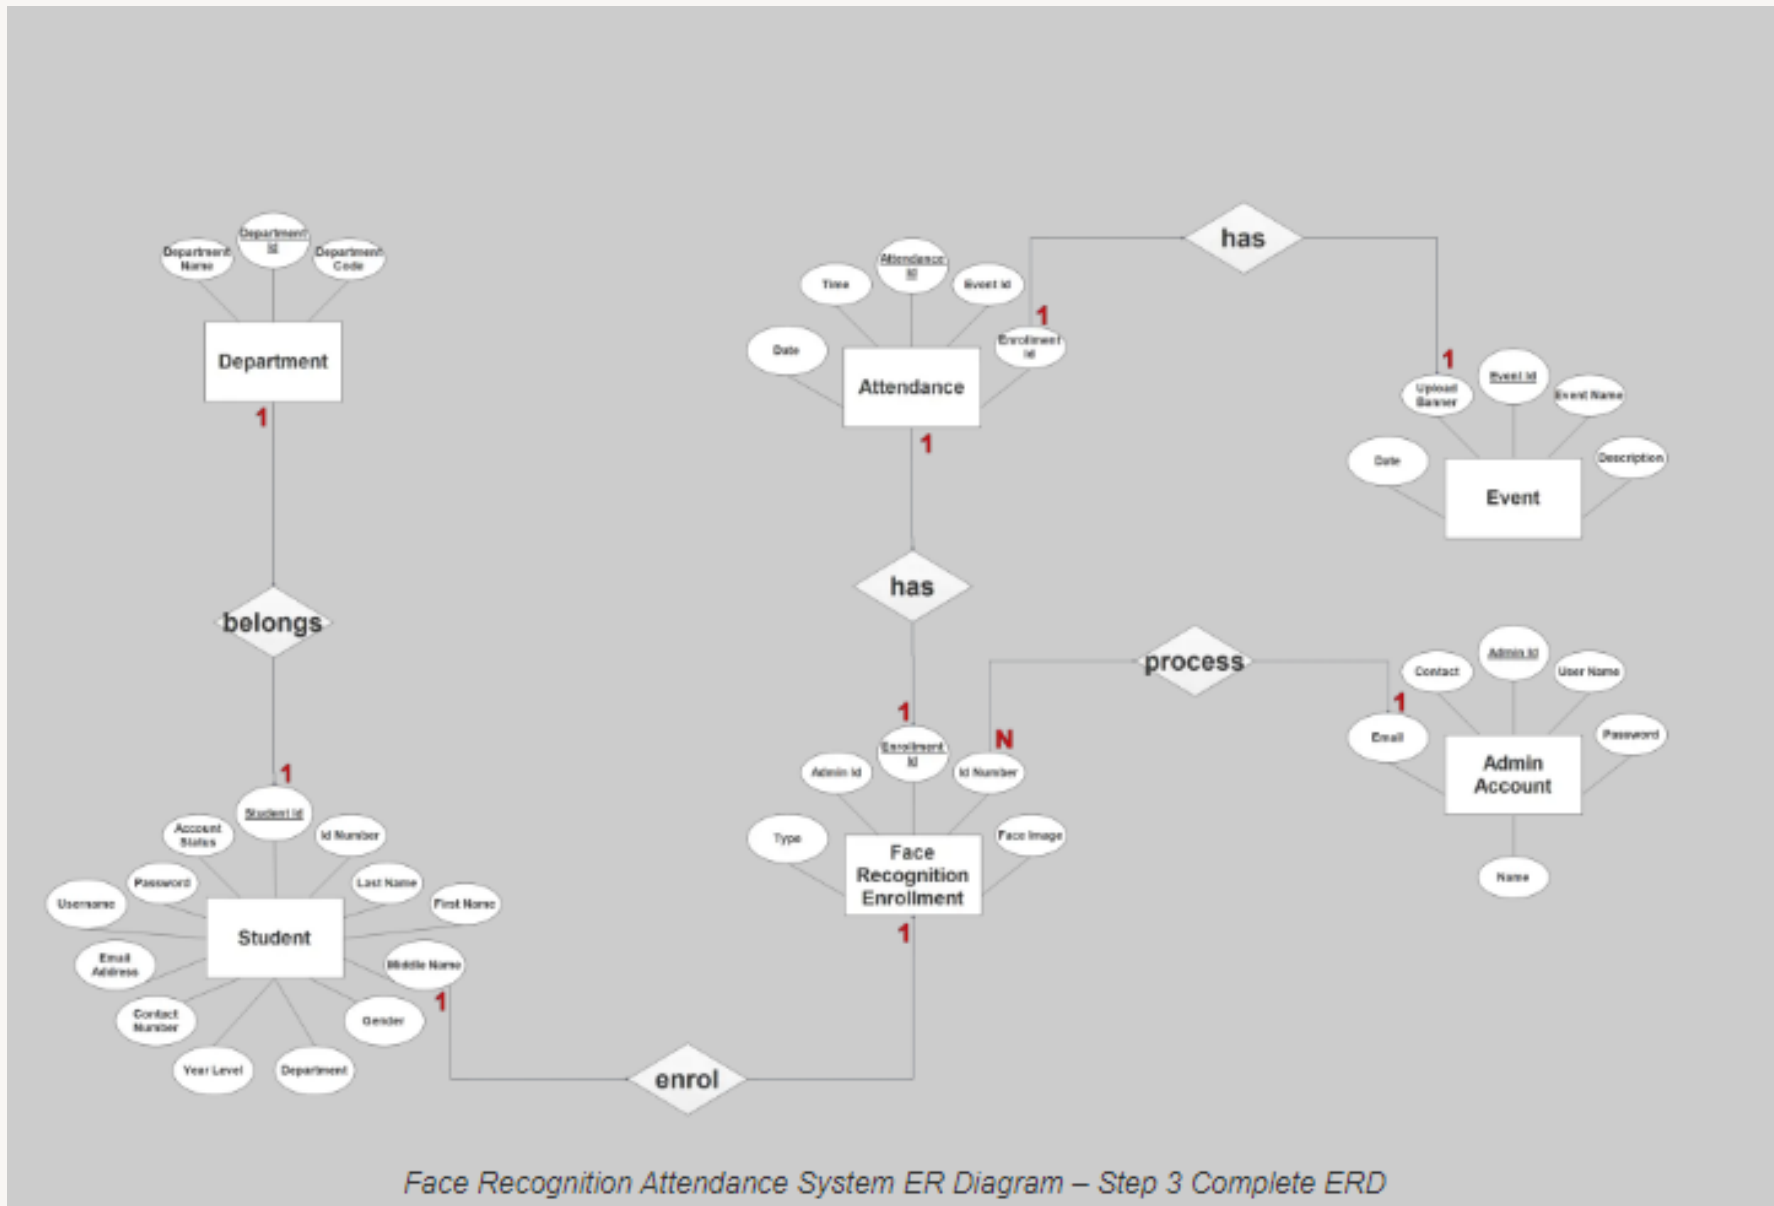 has
Department
Id
Department
Name
Department
Code
Attendance
Id
Time
Event Id
1
Enrollment
Id
Date
Department
Attendance
1
1
1
Upload
Banner
Event Id
Event Name
Date
Description
Event
has
belongs
process
Admin Id
Contact
User Name
1
Email
Password
Admin
Account
Name
1
N
Enrollment
Id
Admin Id
Id Number
Type
Face Image
Face
Recognition
Enrollment
1
1
Student Id
Account
Status
Id Number
Password
Last Name
Username
First Name
Student
Email
Address
Middle Name
1
Contact
Number
Gender
Year Level
Department
enrol
Face Recognition Attendance System ER Diagram – Step 3 Complete ERD